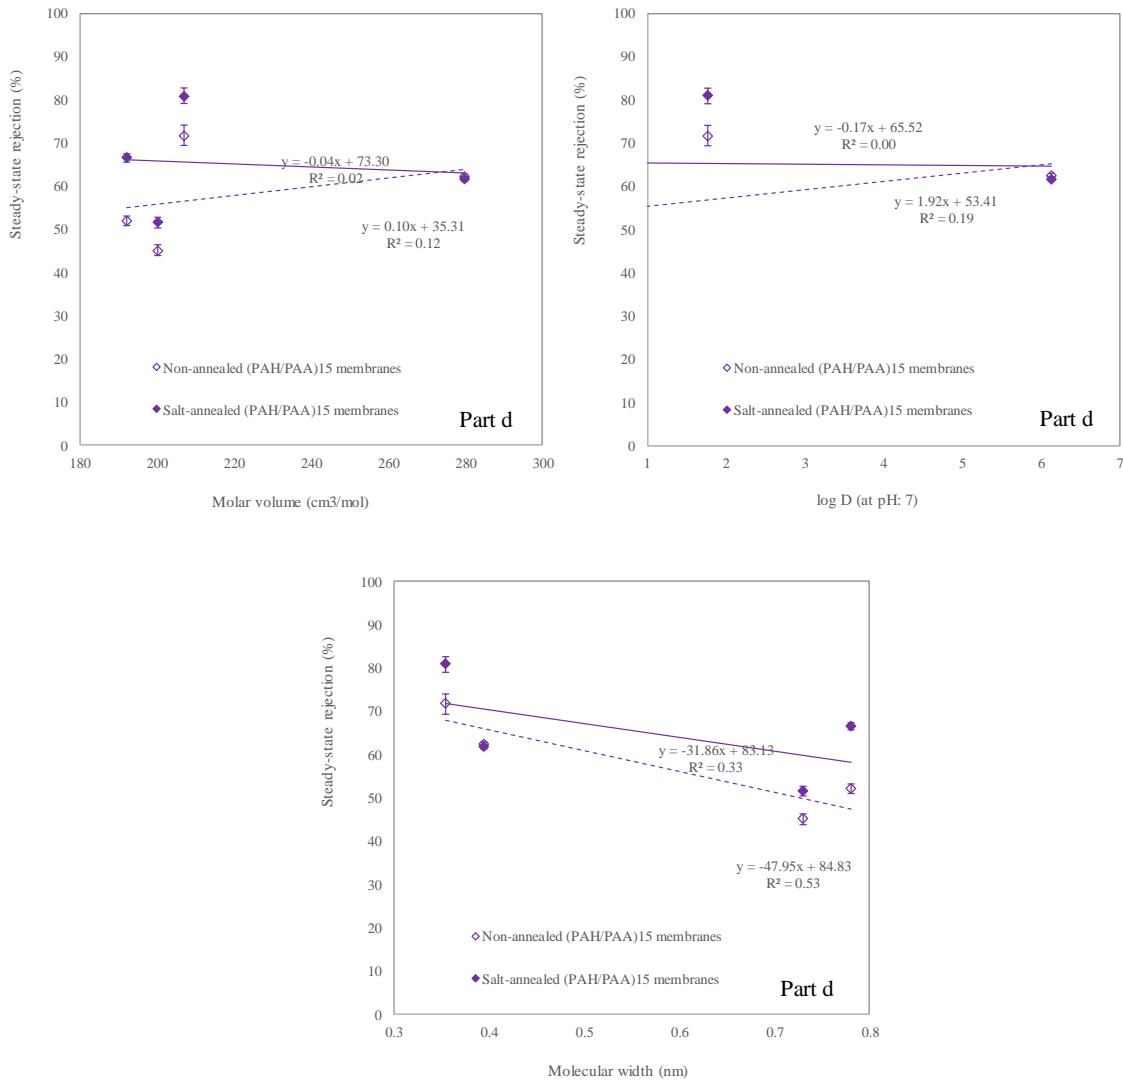 100
90
80
70
60
50
40
30
20
10
0
Steady-state rejection (%)
y = -0.04x + 73.30
R² = 0.02
y = 0.10x + 35.31
R² = 0.12
Non-annealed (PAH/PAA)15 membranes
Salt-annealed (PAH/PAA)15 membranes
Part d
180 200 220 240 260 280 300
Molar volume (cm3/mol)
100
90
80
70
60
50
40
30
20
10
0
Steady-state rejection (%)
y = -0.17x + 65.52
R² = 0.00
y = 1.92x + 53.41
R² = 0.19
Non-annealed (PAH/PAA)15 membranes
Salt-annealed (PAH/PAA)15 membranes
Part d
1 2 3 4 5 6 7
log D (at pH: 7)
100
90
80
70
60
50
40
30
20
10
0
Steady-state rejection (%)
y = -31.86x + 83.13
R² = 0.33
y = -47.95x + 84.83
R² = 0.53
Non-annealed (PAH/PAA)15 membranes
Salt-annealed (PAH/PAA)15 membranes
Part d
0.3 0.4 0.5 0.6 0.7 0.8
Molecular width (nm)